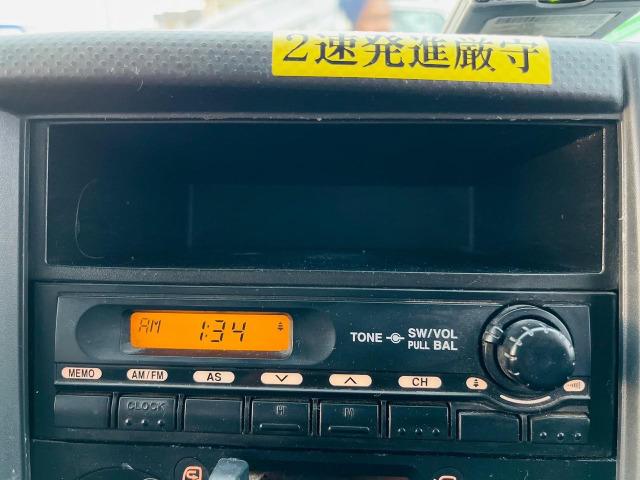 2速発進厳守
AM 1:34
TONE SW/VOL
PULL BAL
MEMO AM/FM AS CH
CLOCK H M